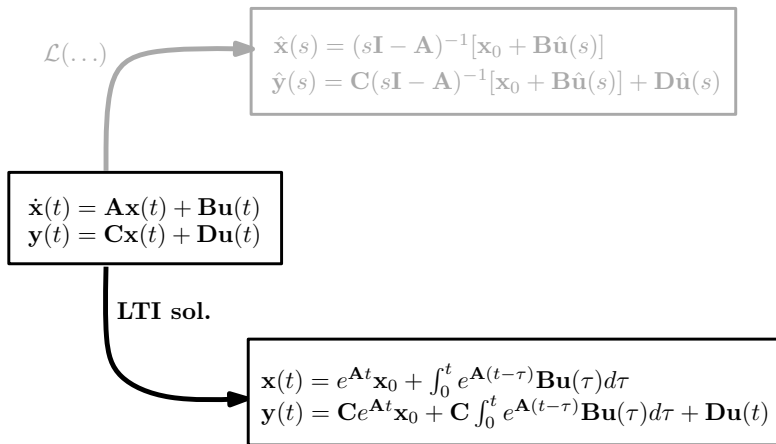 ℒ(…)
x̂(s) = (sI − A)⁻¹[x₀ + Bû(s)]
ŷ(s) = C(sI − A)⁻¹[x₀ + Bû(s)] + Dû(s)
ẋ(t) = Ax(t) + Bu(t)
y(t) = Cx(t) + Du(t)
LTI sol.
x(t) = e^{At}x₀ + ∫₀ᵗ e^{A(t−τ)}Bu(τ)dτ
y(t) = Ce^{At}x₀ + C ∫₀ᵗ e^{A(t−τ)}Bu(τ)dτ + Du(t)